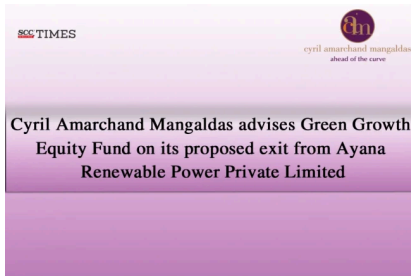 SCC TIMES
am
cyril amarchand mangaldas
ahead of the curve
Cyril Amarchand Mangaldas advises Green Growth
Equity Fund on its proposed exit from Ayana
Renewable Power Private Limited